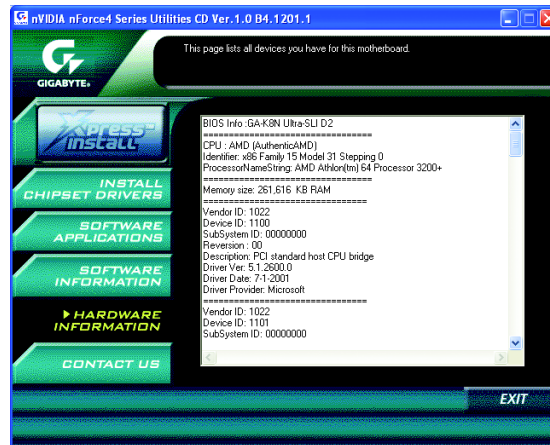 nVIDIA nForce4 Series Utilities CD Ver.1.0 B4.1201.1
This page lists all devices you have for this motherboard.
GIGABYTE
Xpress™
INSTALL
INSTALL
CHIPSET DRIVERS
SOFTWARE
APPLICATIONS
SOFTWARE
INFORMATION
HARDWARE
INFORMATION
CONTACT US
BIOS Info :GA-K8N Ultra-SLI D2
=================================
CPU : AMD (AuthenticAMD)
Identifier: x86 Family 15 Model 31 Stepping 0
ProcessorNameString: AMD Athlon(tm) 64 Processor 3200+
=================================
Memory size: 261,616 KB RAM
================================
Vendor ID: 1022
Device ID: 1100
SubSystem ID: 00000000
Reversion : 00
Description: PCI standard host CPU bridge
Driver Ver: 5.1.2600.0
Driver Date: 7-1-2001
Driver Provider: Microsoft
================================
Vendor ID: 1022
Device ID: 1101
SubSystem ID: 00000000
EXIT